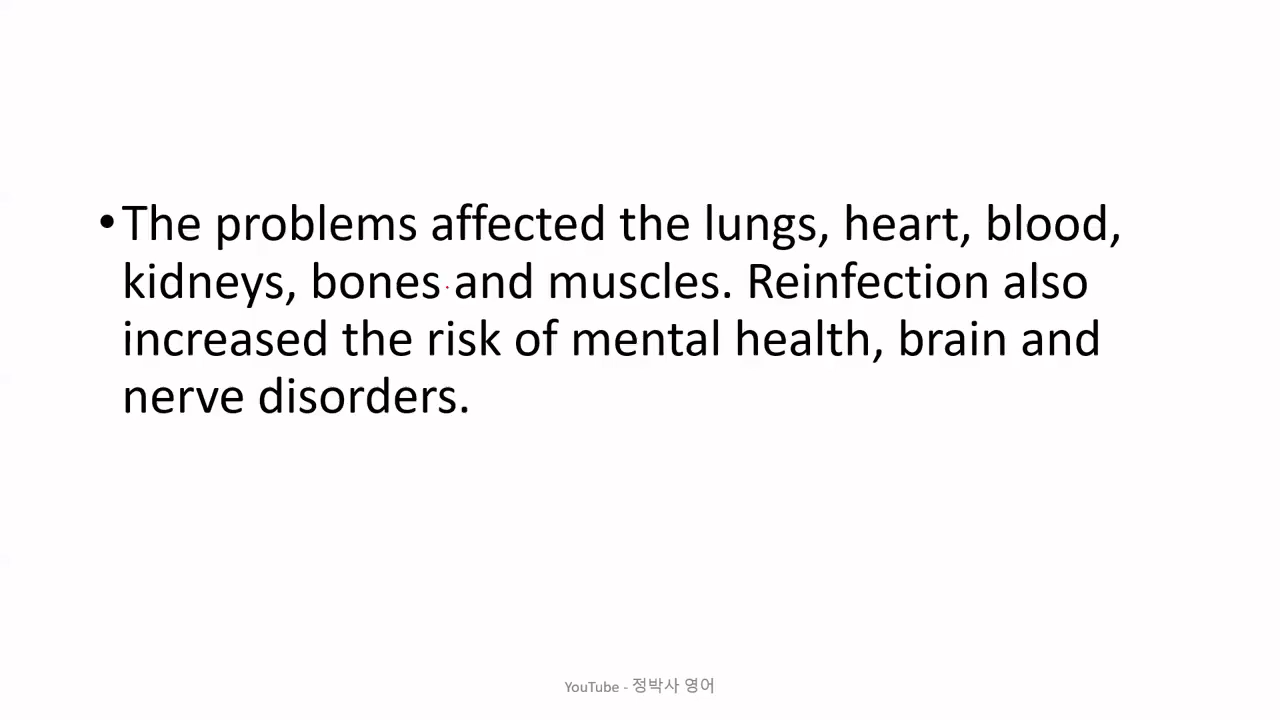 •The problems affected the lungs, heart, blood,
kidneys, bones and muscles. Reinfection also
increased the risk of mental health, brain and
nerve disorders.
YouTube - 정박사 영어